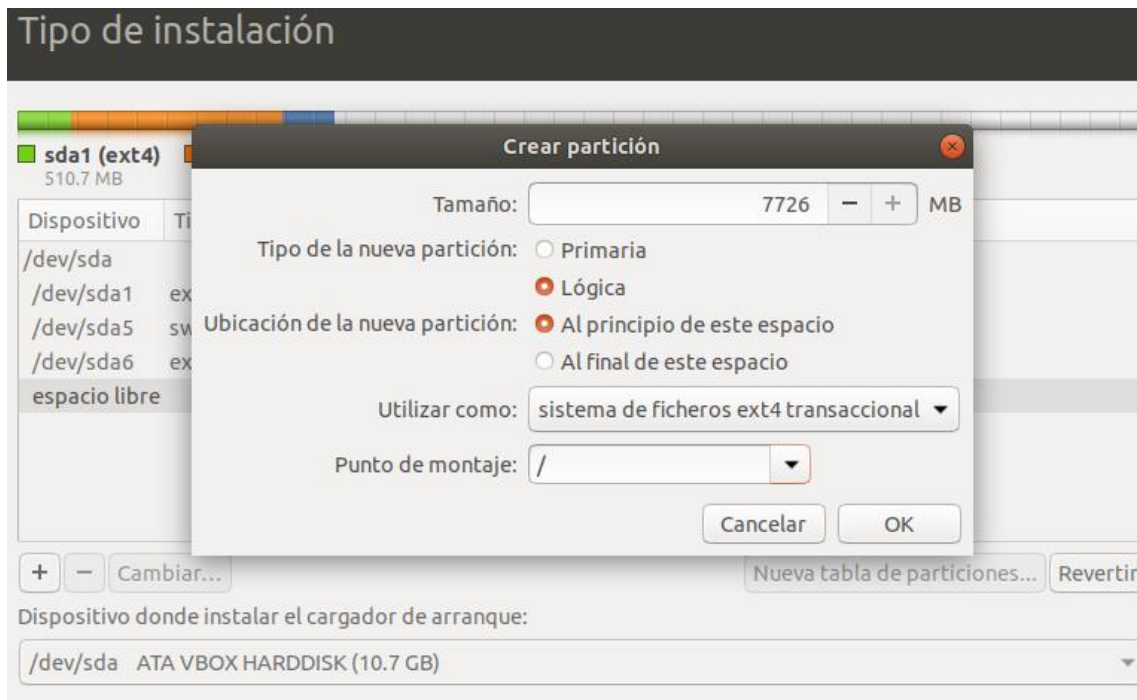 Tipo de instalación
Crear partición
sda1 (ext4)
510.7 MB
Tamaño: 7726 − + MB
Dispositivo Ti
Tipo de la nueva partición: Primaria
/dev/sda
Lógica
/dev/sda1 ex
Ubicación de la nueva partición: Al principio de este espacio
/dev/sda5 sw
Al final de este espacio
/dev/sda6 ex
espacio libre
Utilizar como: sistema de ficheros ext4 transaccional
Punto de montaje: /
Cancelar OK
+ − Cambiar... Nueva tabla de particiones... Revertir
Dispositivo donde instalar el cargador de arranque:
/dev/sda ATA VBOX HARDDISK (10.7 GB)